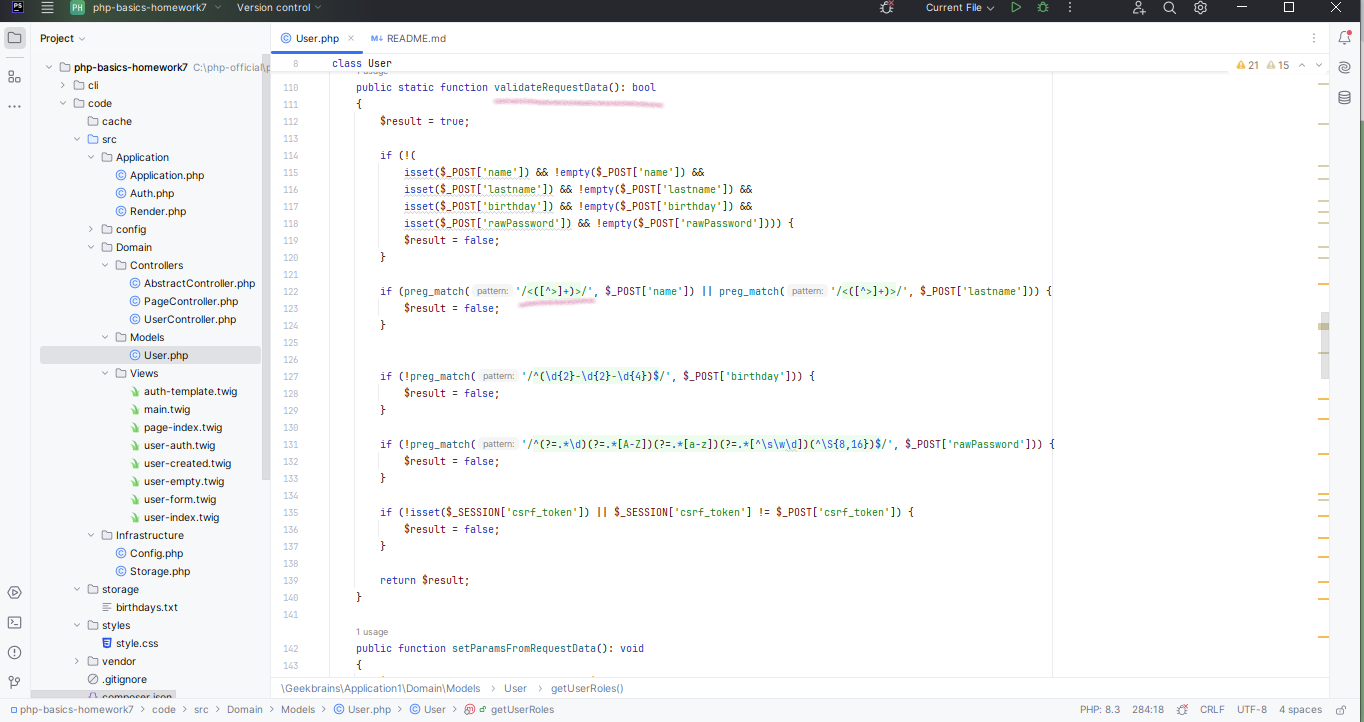 PS
PH php-basics-homework7 Version control Current File
Project
User.php README.md
php-basics-homework7 C:\php-official\p
cli
code
cache
src
Application
Application.php
Auth.php
Render.php
config
Domain
Controllers
AbstractController.php
PageController.php
UserController.php
Models
User.php
Views
auth-template.twig
main.twig
page-index.twig
user-auth.twig
user-created.twig
user-empty.twig
user-form.twig
user-index.twig
Infrastructure
Config.php
Storage.php
storage
birthdays.txt
styles
style.css
vendor
.gitignore
composer.json
8 class User
21 15
1 usage
110 public static function validateRequestData(): bool
111 {
112 $result = true;
113
114 if (!(
115 isset($_POST['name']) && !empty($_POST['name']) &&
116 isset($_POST['lastname']) && !empty($_POST['lastname']) &&
117 isset($_POST['birthday']) && !empty($_POST['birthday']) &&
118 isset($_POST['rawPassword']) && !empty($_POST['rawPassword']))) {
119 $result = false;
120 }
121
122 if (preg_match( pattern: '/<([^>]+)>/', $_POST['name']) || preg_match( pattern: '/<([^>]+)>/', $_POST['lastname'])) {
123 $result = false;
124 }
125
126
127 if (!preg_match( pattern: '/^(\d{2}-\d{2}-\d{4})$/', $_POST['birthday'])) {
128 $result = false;
129 }
130
131 if (!preg_match( pattern: '/^(?=.*\d)(?=.*[A-Z])(?=.*[a-z])(?=.*[^\s\w\d])(^\S{8,16})$/', $_POST['rawPassword'])) {
132 $result = false;
133 }
134
135 if (!isset($_SESSION['csrf_token']) || $_SESSION['csrf_token'] != $_POST['csrf_token']) {
136 $result = false;
137 }
138
139 return $result;
140 }
141
1 usage
142 public function setParamsFromRequestData(): void
143 {
\Geekbrains\Application1\Domain\Models User getUserRoles()
php-basics-homework7 code src Domain Models User.php User getUserRoles PHP: 8.3 284:18 CRLF UTF-8 4 spaces